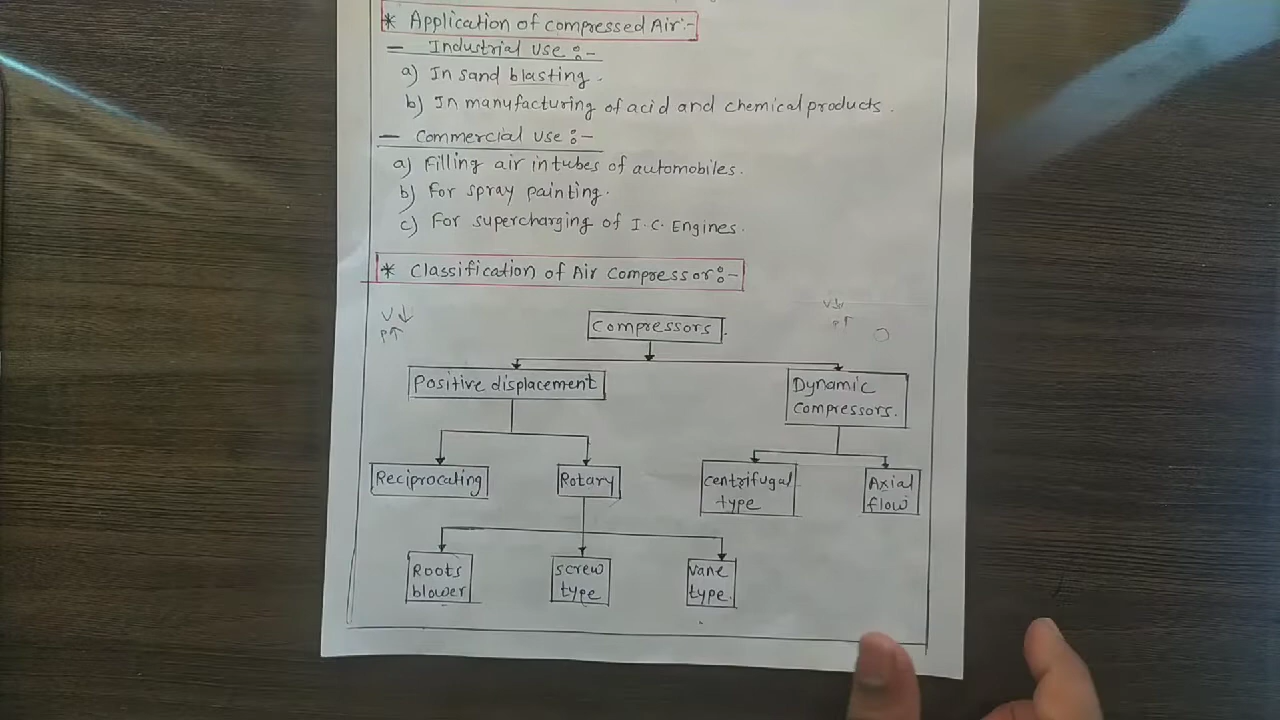 * Application of compressed Air:-
- Industrial use:-
a) In sand blasting.
b) In manufacturing of acid and chemical products.
- Commercial use:-
a) Filling air in tubes of automobiles.
b) For spray painting.
c) For supercharging of I.C. Engines.
* Classification of Air Compressor:-
V↓
P↑
Compressors.
Positive displacement
Dynamic
compressors.
Reciprocating
Rotary
Centrifugal
type
Axial
flow
Roots
blower
Screw
type
Vane
type.